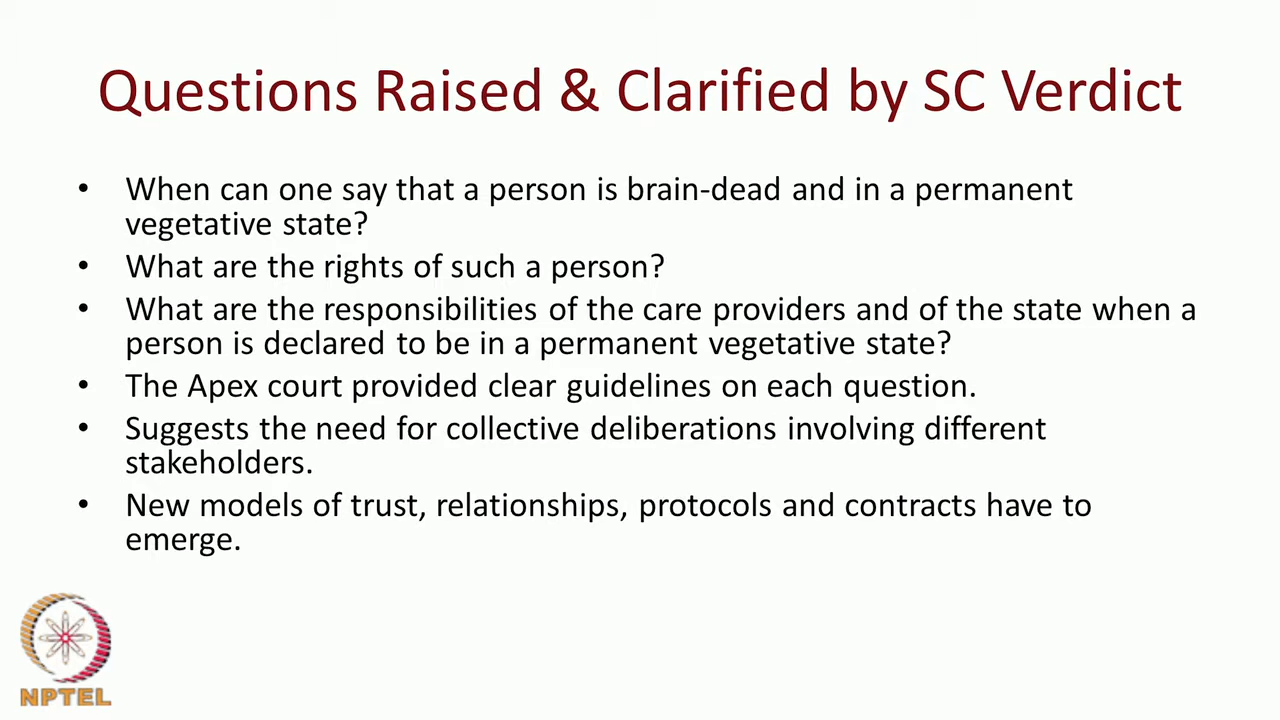 Questions Raised & Clarified by SC Verdict
• When can one say that a person is brain-dead and in a permanent
vegetative state?
• What are the rights of such a person?
• What are the responsibilities of the care providers and of the state when a
person is declared to be in a permanent vegetative state?
• The Apex court provided clear guidelines on each question.
• Suggests the need for collective deliberations involving different
stakeholders.
• New models of trust, relationships, protocols and contracts have to
emerge.
NPTEL